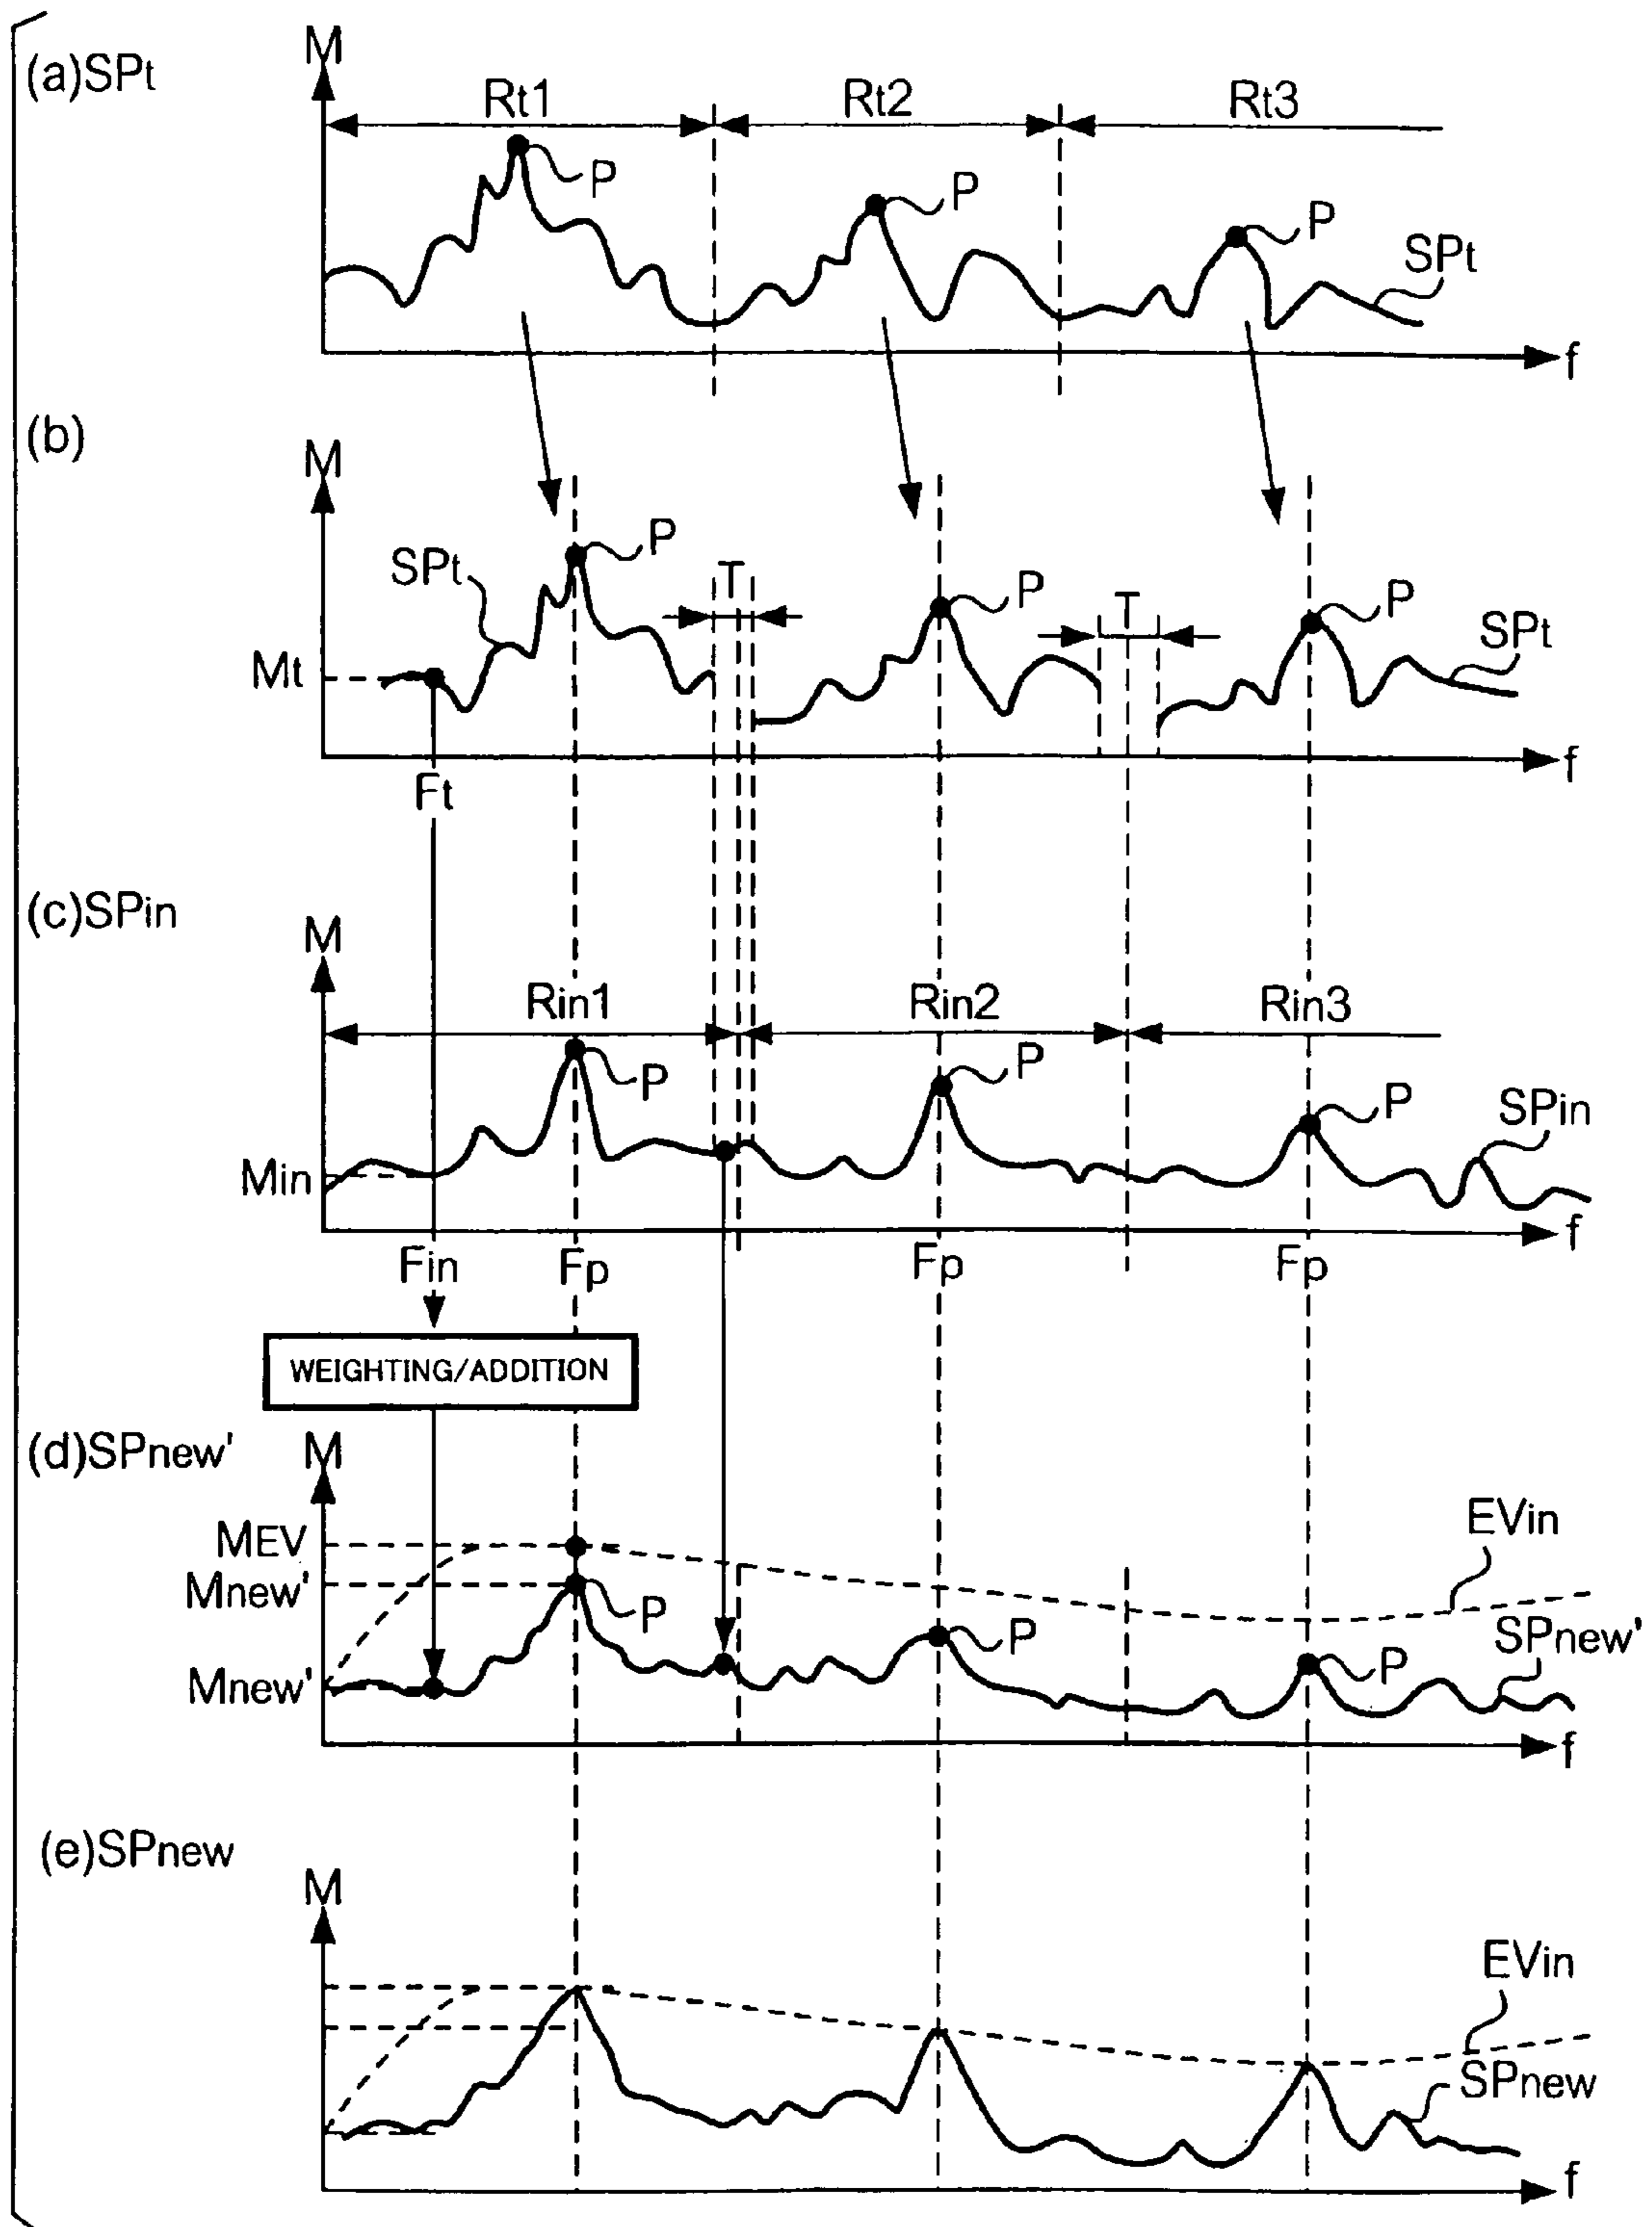 (a)SPt
M
Rt1
Rt2
Rt3
P
P
P
SPt
f
(b)
M
SPt
P
T
P
T
P
SPt
Mt
f
Ft
(c)SPin
M
Rin1
Rin2
Rin3
P
P
P
SPin
Min
f
Fin
Fp
Fp
Fp
WEIGHTING/ADDITION
(d)SPnew'
M
MEV
EVin
Mnew'
P
P
P
SPnew'
Mnew'
f
(e)SPnew
M
EVin
SPnew
f